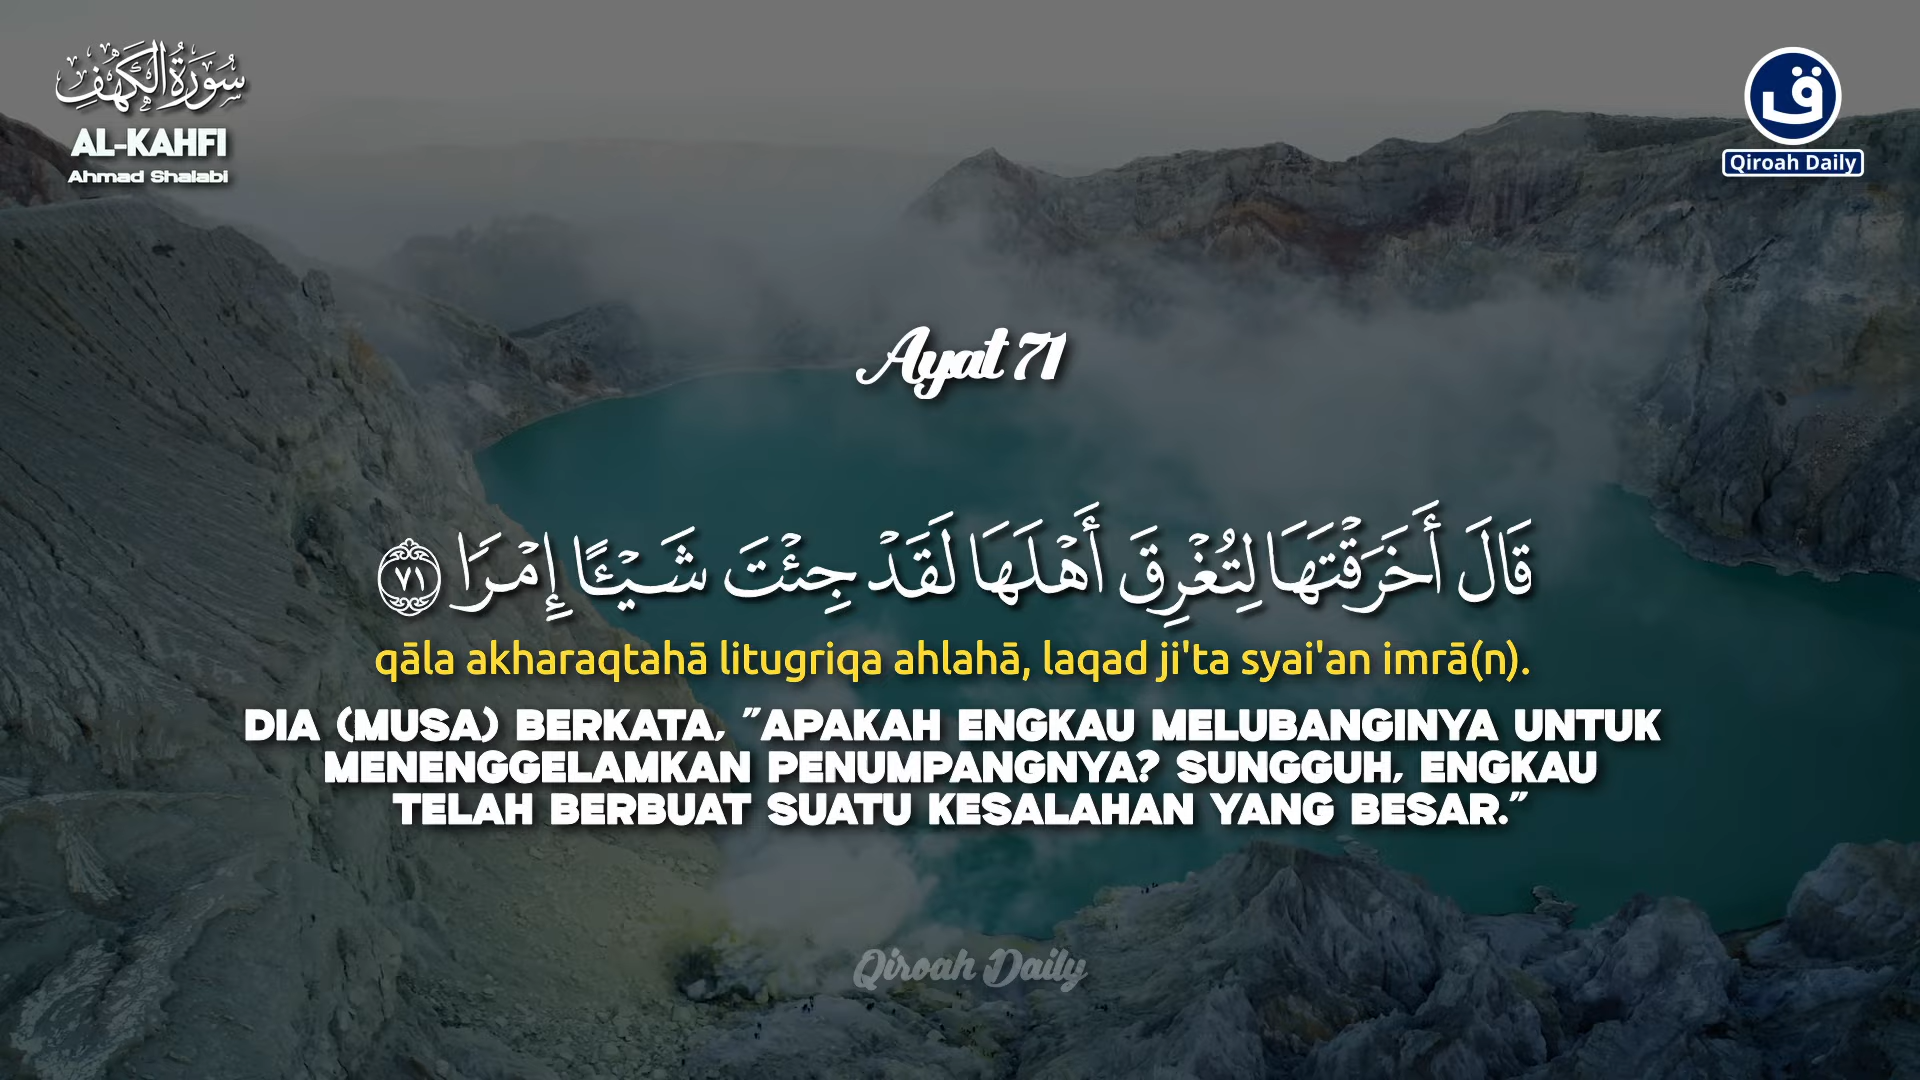 سُورَةُ الْكَهْفِ
AL-KAHFI
Ahmad Shalabi
ق
Qiroah Daily
Ayat 71
قَالَ أَخَرَقْتَهَا لِتُغْرِقَ أَهْلَهَا لَقَدْ جِئْتَ شَيْـًٔا إِمْرًا ٧١
qāla akharaqtahā litugriqa ahlahā, laqad ji'ta syai'an imrā(n).
DIA (MUSA) BERKATA, "APAKAH ENGKAU MELUBANGINYA UNTUK
MENENGGELAMKAN PENUMPANGNYA? SUNGGUH, ENGKAU
TELAH BERBUAT SUATU KESALAHAN YANG BESAR."
Qiroah Daily